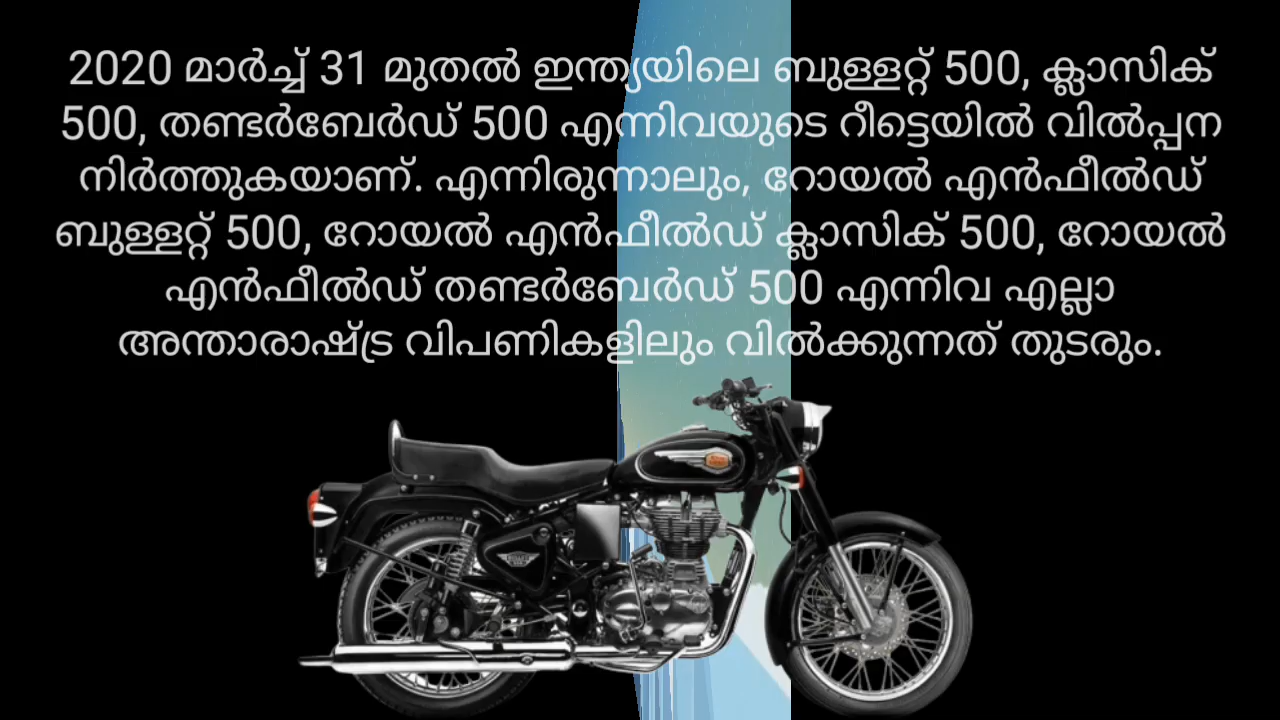 2020 മാർച്ച് 31 മുതൽ ഇന്ത്യയിലെ ബുള്ളറ്റ് 500, ക്ലാസിക്
500, തണ്ടർബേർഡ് 500 എന്നിവയുടെ റീട്ടെയിൽ വിൽപ്പന
നിർത്തുകയാണ്. എന്നിരുന്നാലും, റോയൽ എൻഫീൽഡ്
ബുള്ളറ്റ് 500, റോയൽ എൻഫീൽഡ് ക്ലാസിക് 500, റോയൽ
എൻഫീൽഡ് തണ്ടർബേർഡ് 500 എന്നിവ എല്ലാ
അന്താരാഷ്ട്ര വിപണികളിലും വിൽക്കുന്നത് തുടരും.